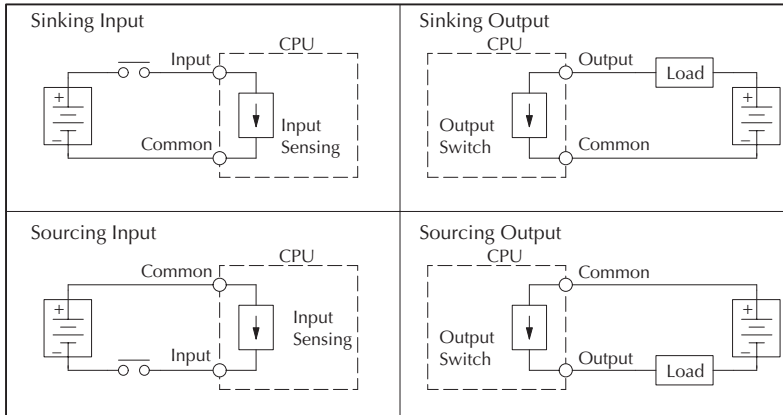 Sinking Input
CPU
Input
+
−
Input
Sensing
Common
Sinking Output
CPU
Output
Load
+
−
Output
Switch
Common
Sourcing Input
CPU
Common
+
−
Input
Sensing
Input
Sourcing Output
CPU
Common
+
−
Output
Switch
Output
Load